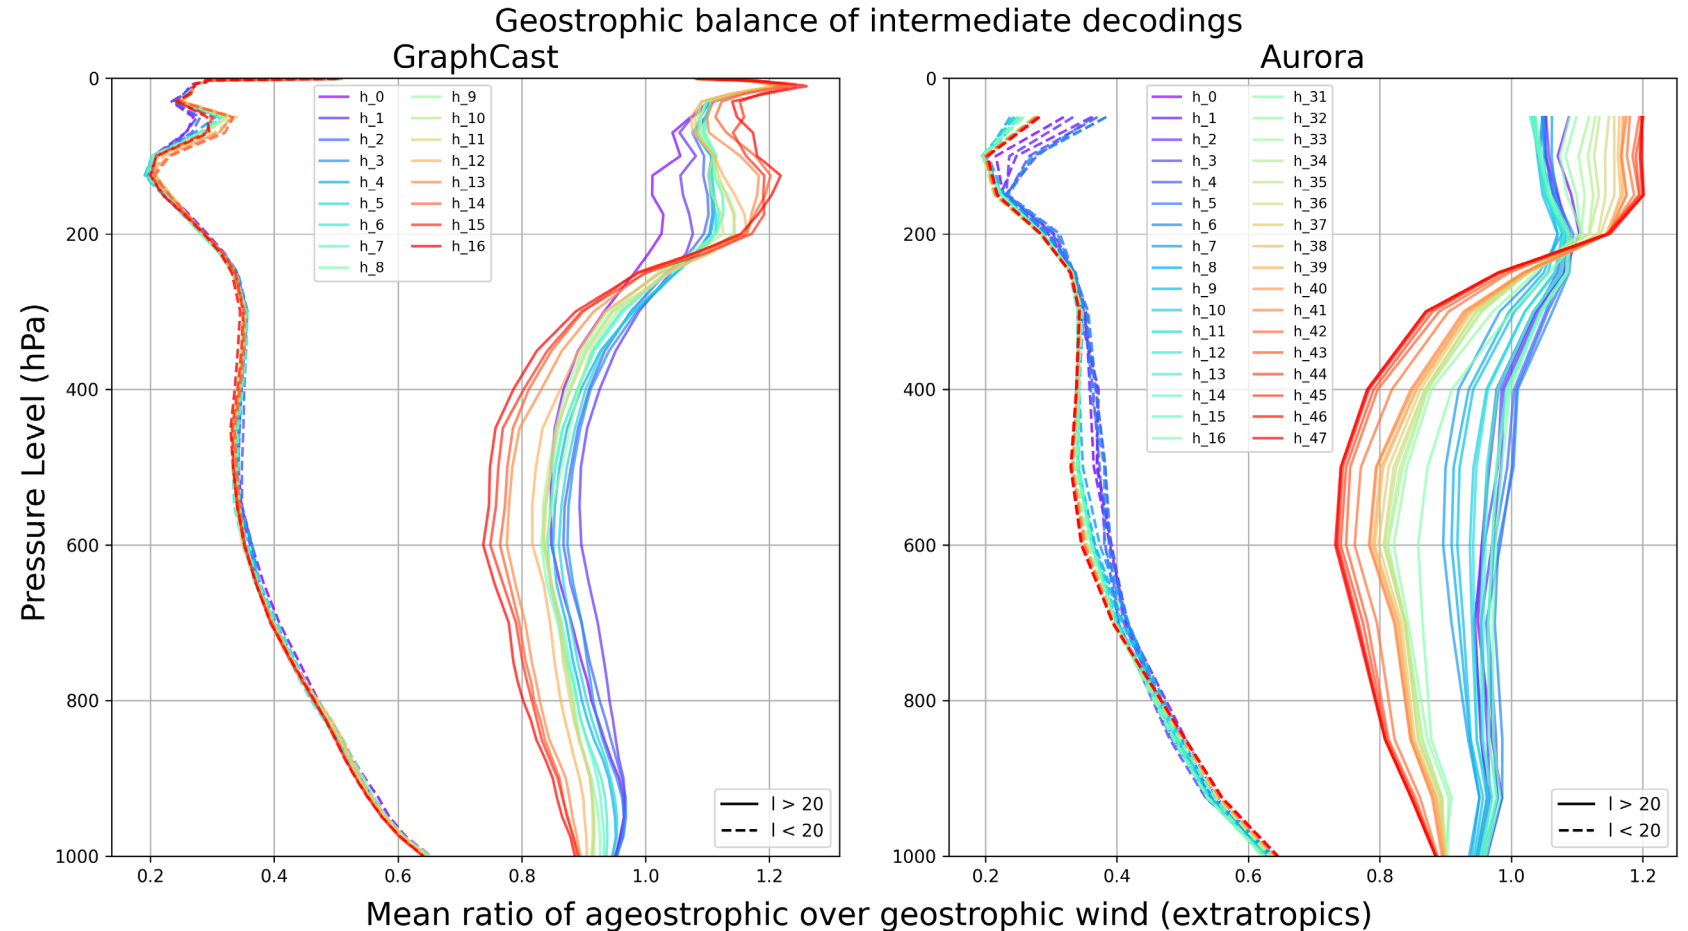 Geostrophic balance of intermediate decodings
GraphCast
Aurora
Pressure Level (hPa)
0
200
400
600
800
1000
0.2
0.4
0.6
0.8
1.0
1.2
h_0
h_1
h_2
h_3
h_4
h_5
h_6
h_7
h_8
h_9
h_10
h_11
h_12
h_13
h_14
h_15
h_16
l > 20
l < 20
0
200
400
600
800
1000
0.2
0.4
0.6
0.8
1.0
1.2
h_0
h_1
h_2
h_3
h_4
h_5
h_6
h_7
h_8
h_9
h_10
h_11
h_12
h_13
h_14
h_15
h_16
h_31
h_32
h_33
h_34
h_35
h_36
h_37
h_38
h_39
h_40
h_41
h_42
h_43
h_44
h_45
h_46
h_47
l > 20
l < 20
Mean ratio of ageostrophic over geostrophic wind (extratropics)